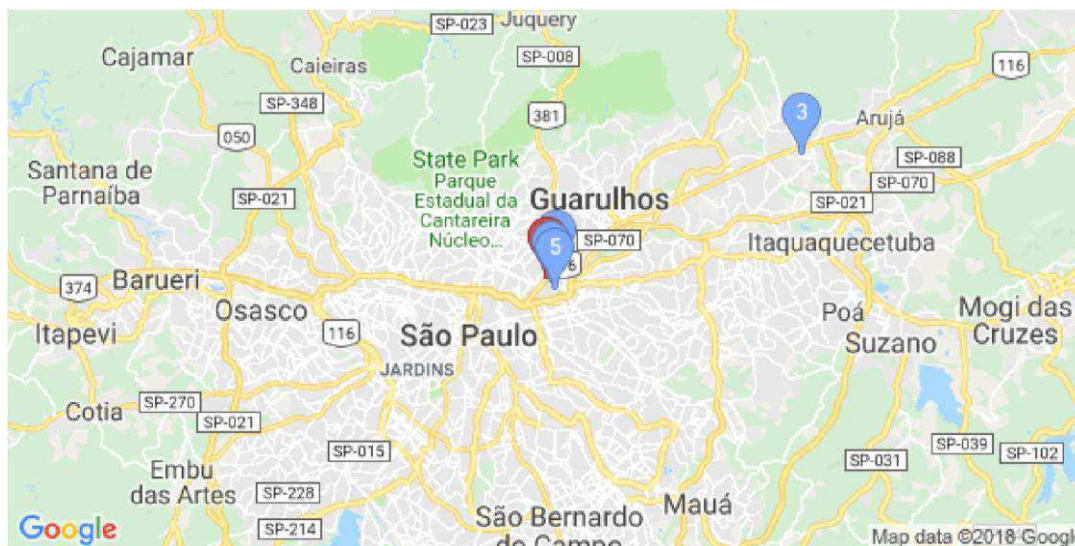 SP-023
Juquery
Cajamar
Caieiras
SP-008
116
SP-348
381
3
Arujá
050
State Park
Parque
Estadual da
Cantareira
Núcleo...
SP-088
Santana de
Parnaíba
SP-070
SP-021
Guarulhos
SP-021
SP-070
5
Itaquaquecetuba
374
Barueri
Osasco
Itapevi
116
São Paulo
Poá
Mogi das
Cruzes
Suzano
JARDINS
Cotia
SP-270
SP-021
SP-015
SP-039
SP-102
SP-031
Embu
das Artes
SP-228
SP-214
Mauá
São Bernardo
do Campo
Google
Map data ©2018 Google